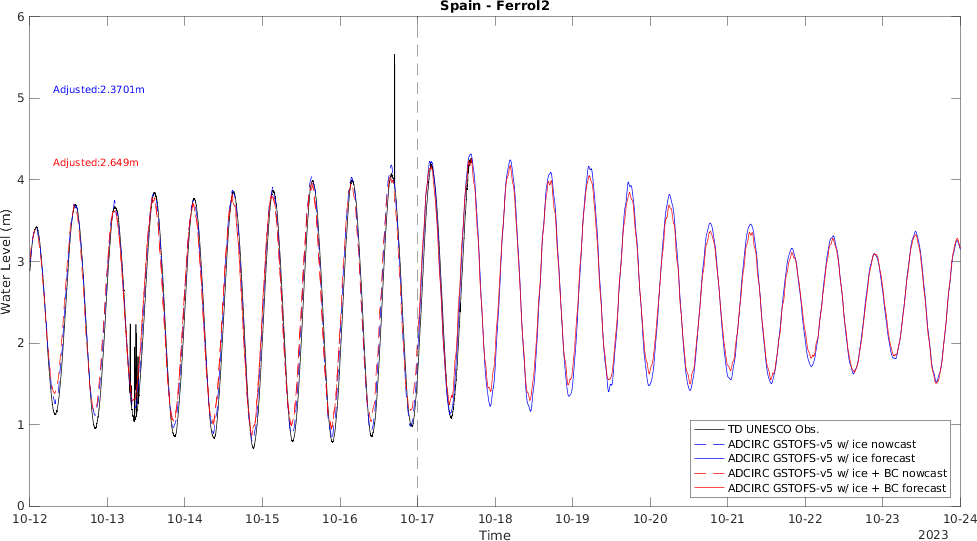 Spain - Ferrol2
6
5
4
3
2
1
0
Water Level (m)
Adjusted:2.3701m
Adjusted:2.649m
TD UNESCO Obs.
ADCIRC GSTOFS-v5 w/ ice nowcast
ADCIRC GSTOFS-v5 w/ ice forecast
ADCIRC GSTOFS-v5 w/ ice + BC nowcast
ADCIRC GSTOFS-v5 w/ ice + BC forecast
10-12 10-13 10-14 10-15 10-16 10-17 10-18 10-19 10-20 10-21 10-22 10-23 10-24
Time
2023